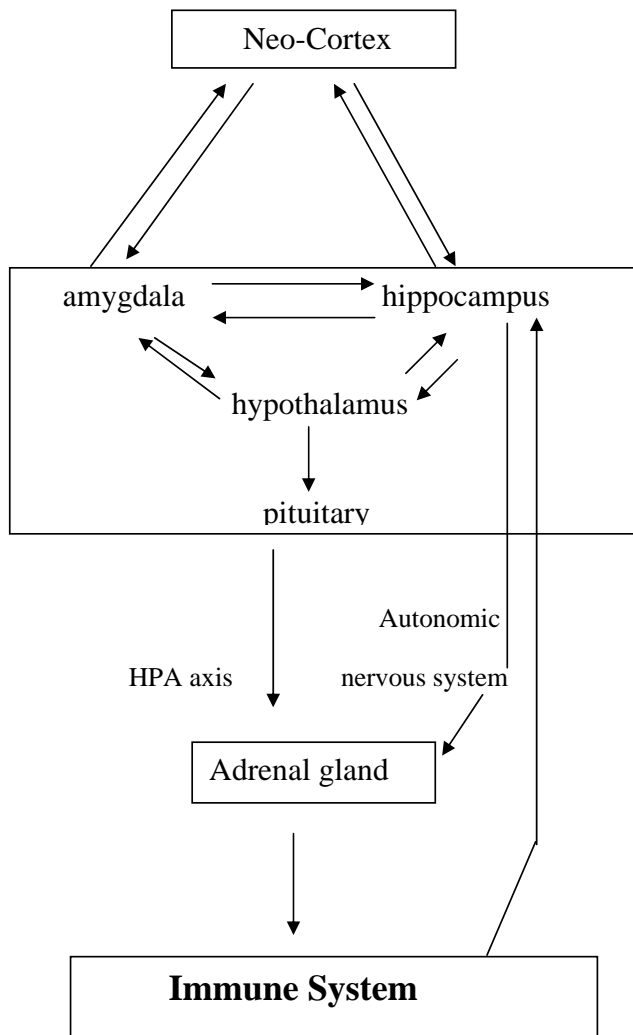 Neo-Cortex
amygdala hippocampus
hypothalamus
pituitary
Autonomic
HPA axis nervous system
Adrenal gland
Immune System